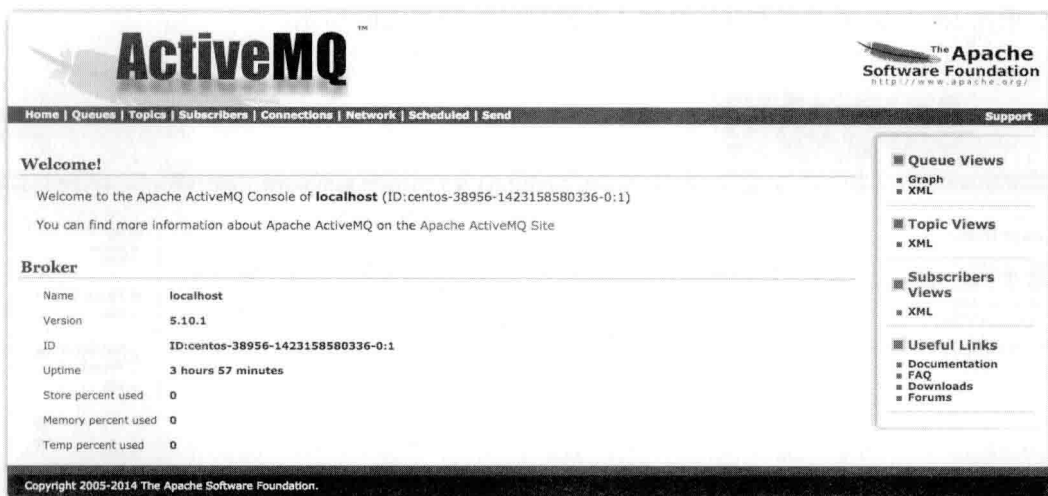 ActiveMQ™
The Apache
Software Foundation
http://www.apache.org/
Home | Queues | Topics | Subscribers | Connections | Network | Scheduled | Send
Support
Welcome!
Welcome to the Apache ActiveMQ Console of localhost (ID:centos-38956-1423158580336-0:1)
You can find more information about Apache ActiveMQ on the Apache ActiveMQ Site
Broker
Name localhost
Version 5.10.1
ID ID:centos-38956-1423158580336-0:1
Uptime 3 hours 57 minutes
Store percent used 0
Memory percent used 0
Temp percent used 0
Queue Views
Graph
XML
Topic Views
XML
Subscribers
Views
XML
Useful Links
Documentation
FAQ
Downloads
Forums
Copyright 2005-2014 The Apache Software Foundation.